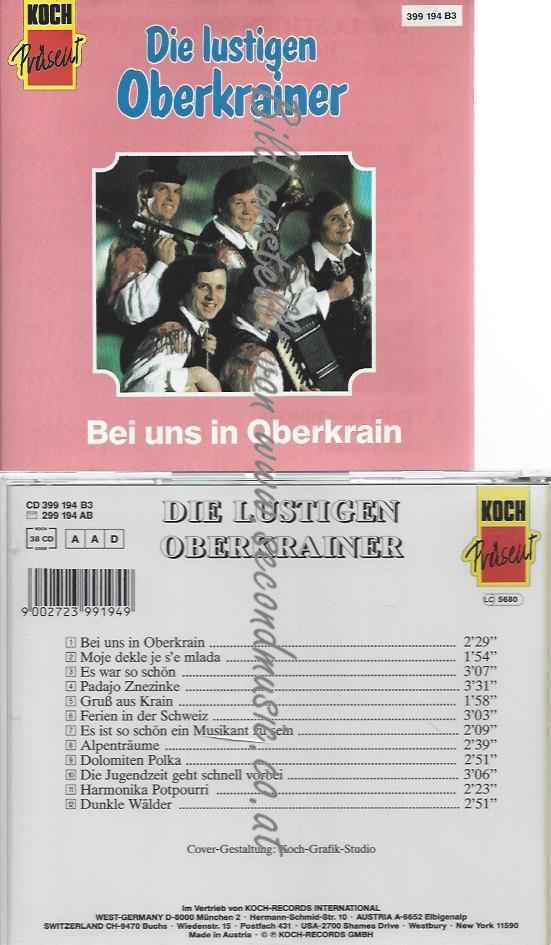 KOCH
Präsent
399 194 B3
Die lustigen
Oberkrainer
Bei uns in Oberkrain
Bild erstellt von www.secondmusic.co.at
CD 399 194 B3
299 194 AB
KOCH
38 CD
A A D
DIE LUSTIGEN
OBERKRAINER
KOCH
Präsent
LC 5680
9 002723 991949
1 Bei uns in Oberkrain 2'29"
2 Moje dekle je s'e mlada 1'54"
3 Es war so schön 3'07"
4 Padajo Znezinke 3'31"
5 Gruß aus Krain 1'58"
6 Ferien in der Schweiz 3'03"
7 Es ist so schön ein Musikant zu sein 2'09"
8 Alpenträume 2'39"
9 Dolomiten Polka 2'51"
10 Die Jugendzeit geht schnell vorbei 3'06"
11 Harmonika Potpourri 2'23"
12 Dunkle Wälder 2'51"
Cover-Gestaltung: Koch-Grafik-Studio
Im Vertrieb von KOCH-RECORDS INTERNATIONAL
WEST-GERMANY D-8000 München 2 · Hermann-Schmid-Str. 10 · AUSTRIA A-6652 Elbigenalp
SWITZERLAND CH-9470 Buchs · Wiedenstr. 15 · Postfach 431 · USA-2700 Shames Drive · Westbury · New York 11590
Made in Austria · © ℗ KOCH-RECORDS GMBH